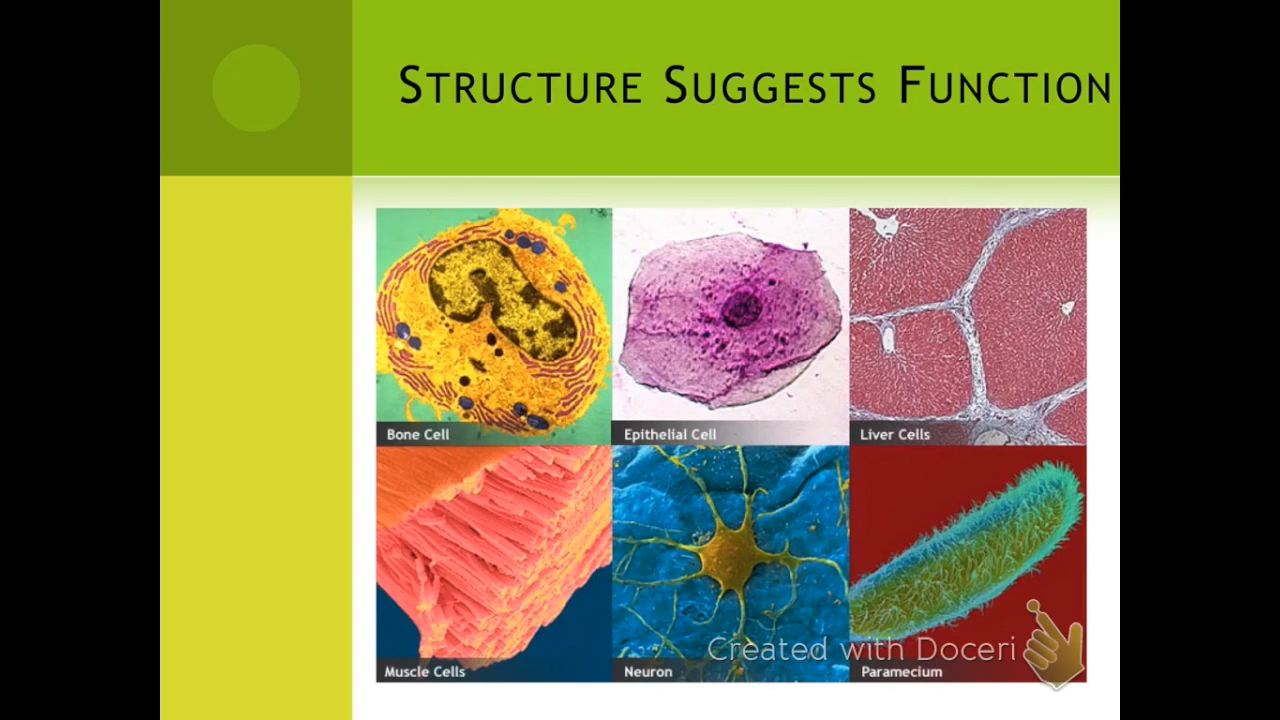 Structure Suggests Function
Bone Cell
Epithelial Cell
Liver Cells
Muscle Cells
Neuron
Paramecium
Created with Doceri